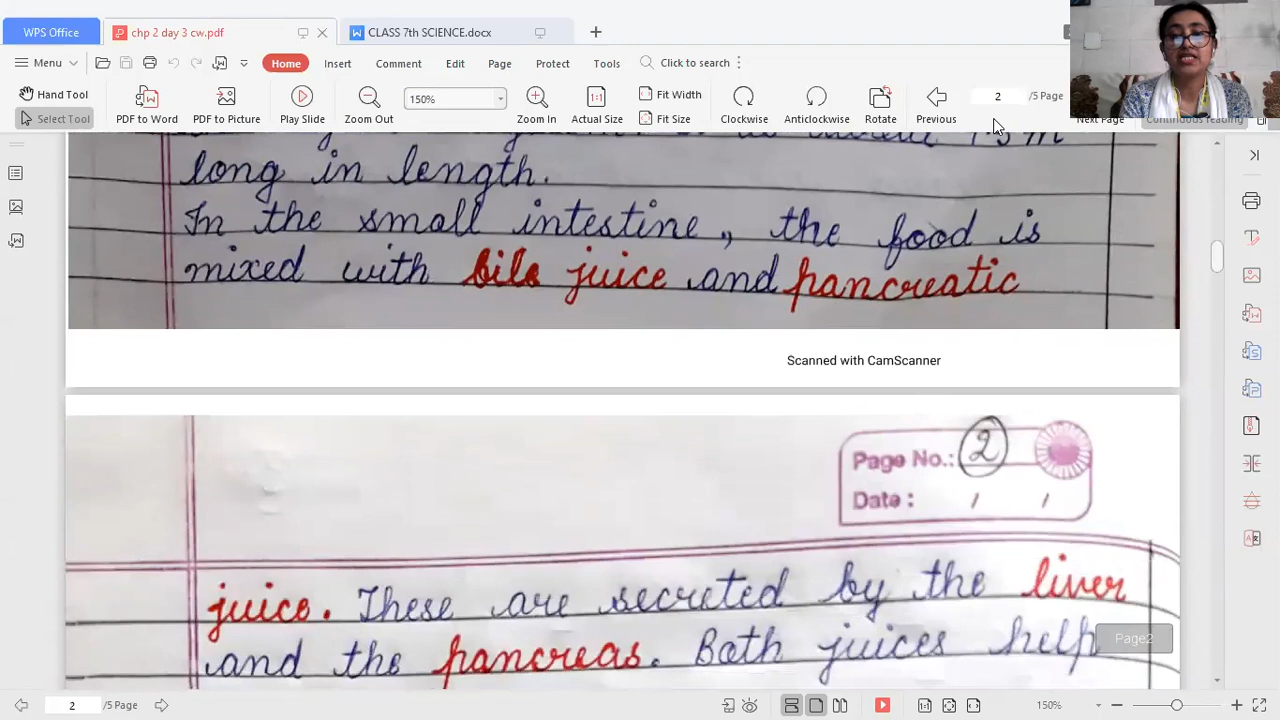 WPS Office
chp 2 day 3 cw.pdf
CLASS 7th SCIENCE.docx
Menu
Home
Insert
Comment
Edit
Page
Protect
Tools
Click to search
Hand Tool
Select Tool
PDF to Word
PDF to Picture
Play Slide
Zoom Out
150%
Zoom In
Actual Size
Fit Width
Fit Size
Clockwise
Anticlockwise
Rotate
Previous
2 /5 Page
Next Page
Continuous reading
long in length.
In the small intestine, the food is
mixed with bile juice and pancreatic
Scanned with CamScanner
Page No.: 2
Date : / /
juice. These are secreted by the liver
and the pancreas. Both juices help
Page2
2 /5 Page
150%